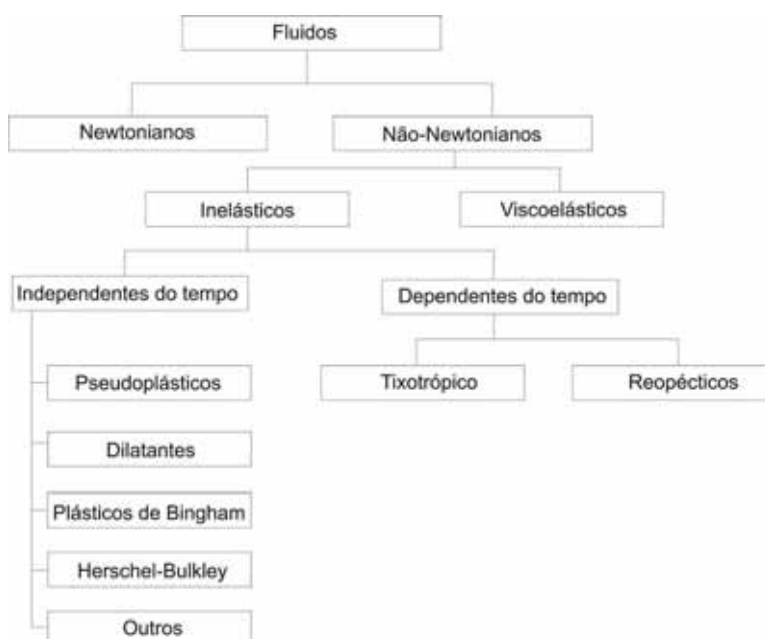 Fluidos
Newtonianos
Não-Newtonianos
Inelásticos
Viscoelásticos
Independentes do tempo
Dependentes do tempo
Pseudoplásticos
Tixotrópico
Reopécticos
Dilatantes
Plásticos de Bingham
Herschel-Bulkley
Outros